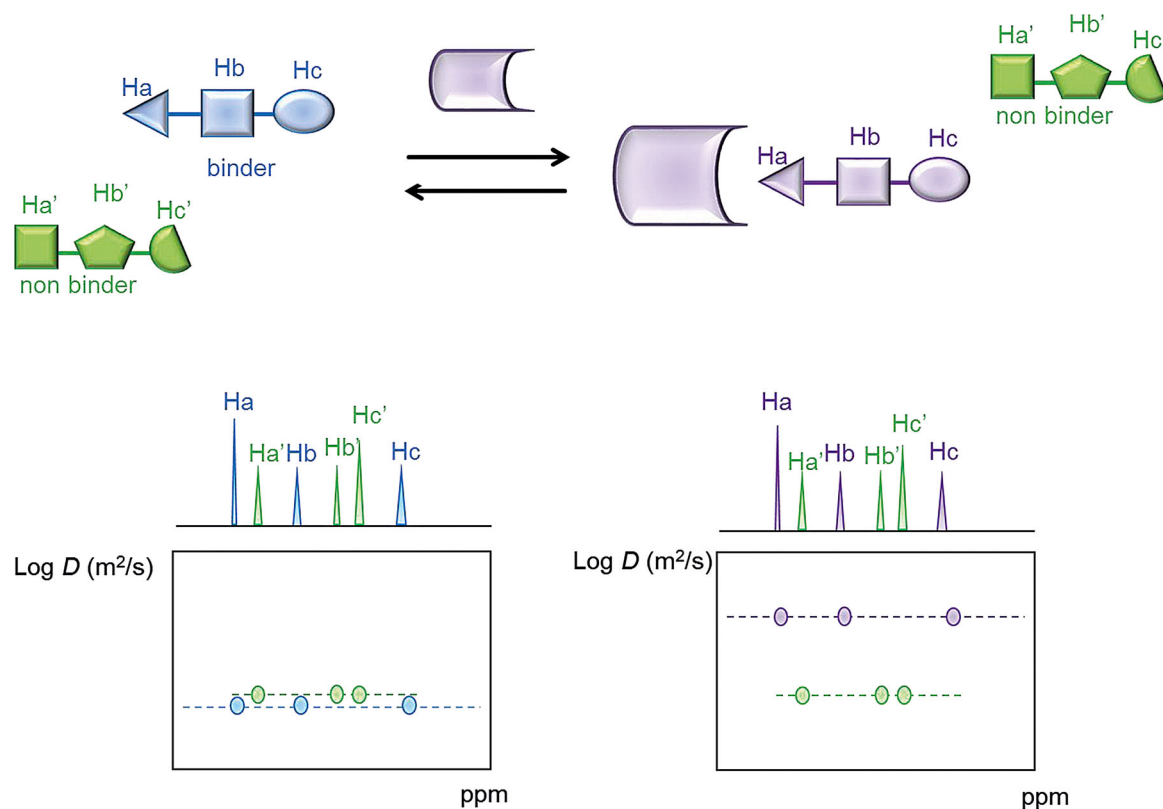 Ha
Hb
Hc
binder
Ha'
Hb'
Hc'
non binder
Ha
Hb
Hc
Ha'
Hb'
Hc
non binder
Ha
Ha'
Hb
Hb'
Hc'
Hc
Log D (m²/s)
ppm
Ha
Ha'
Hb
Hb'
Hc'
Hc
Log D (m²/s)
ppm